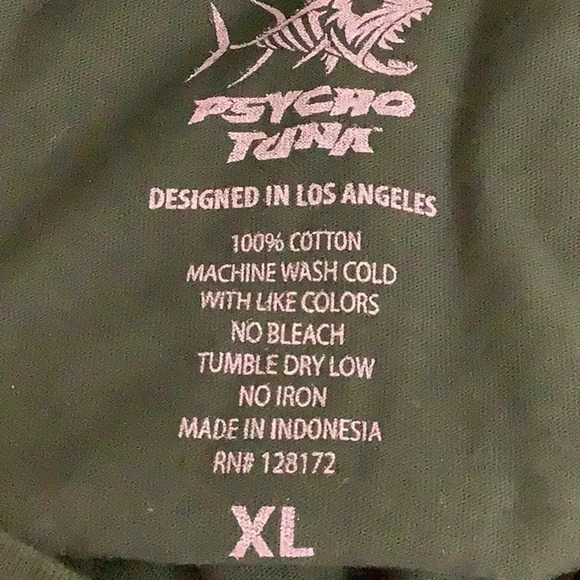 PSYCHO
TUNA™
DESIGNED IN LOS ANGELES
100% COTTON
MACHINE WASH COLD
WITH LIKE COLORS
NO BLEACH
TUMBLE DRY LOW
NO IRON
MADE IN INDONESIA
RN# 128172
XL